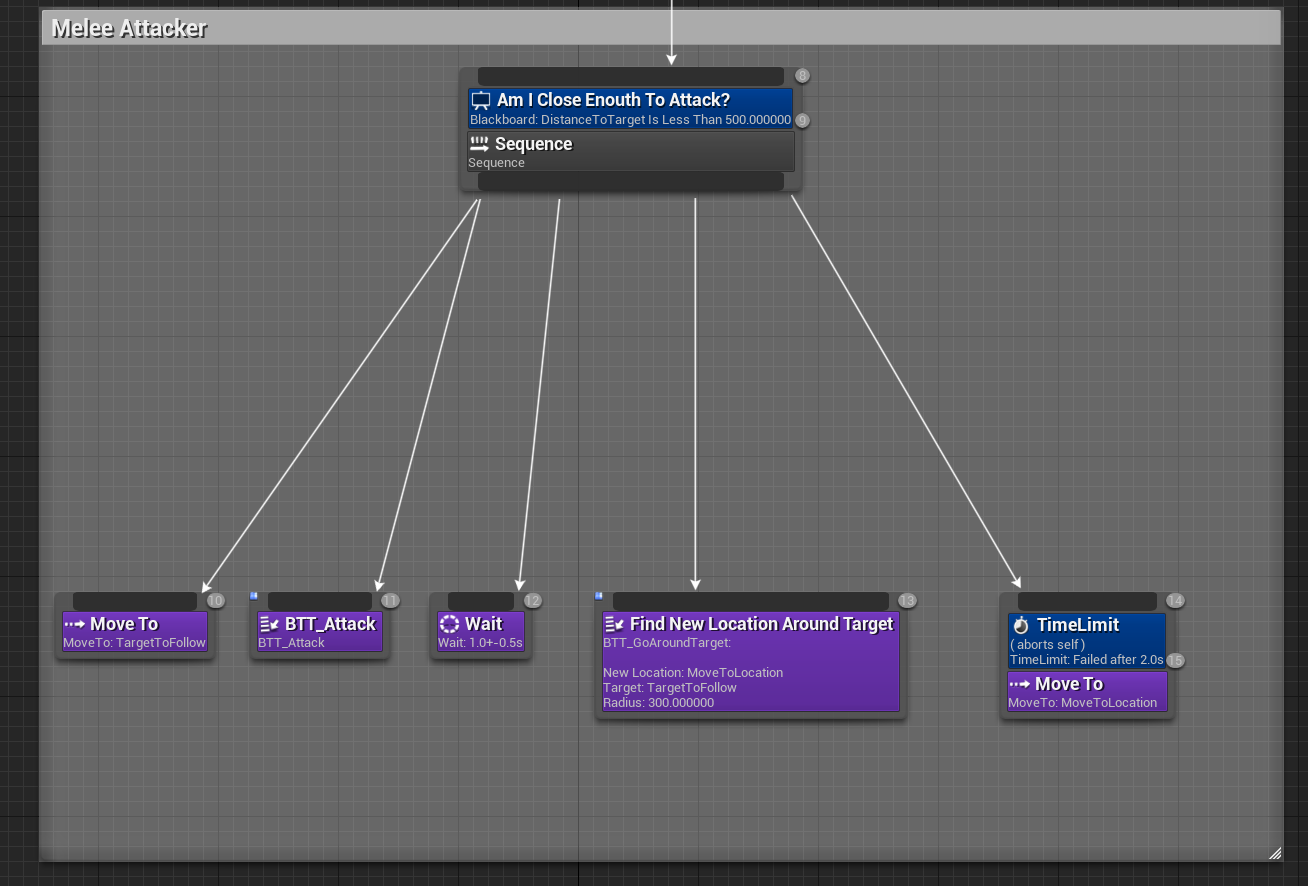 Melee Attacker
8
Am I Close Enouth To Attack?
Blackboard: DistanceToTarget Is Less Than 500.000000
9
Sequence
Sequence
10
Move To
MoveTo: TargetToFollow
11
BTT_Attack
BTT_Attack
12
Wait
Wait: 1.0+-0.5s
13
Find New Location Around Target
BTT_GoAroundTarget:
New Location: MoveToLocation
Target: TargetToFollow
Radius: 300.000000
14
TimeLimit
( aborts self )
TimeLimit: Failed after 2.0s
15
Move To
MoveTo: MoveToLocation